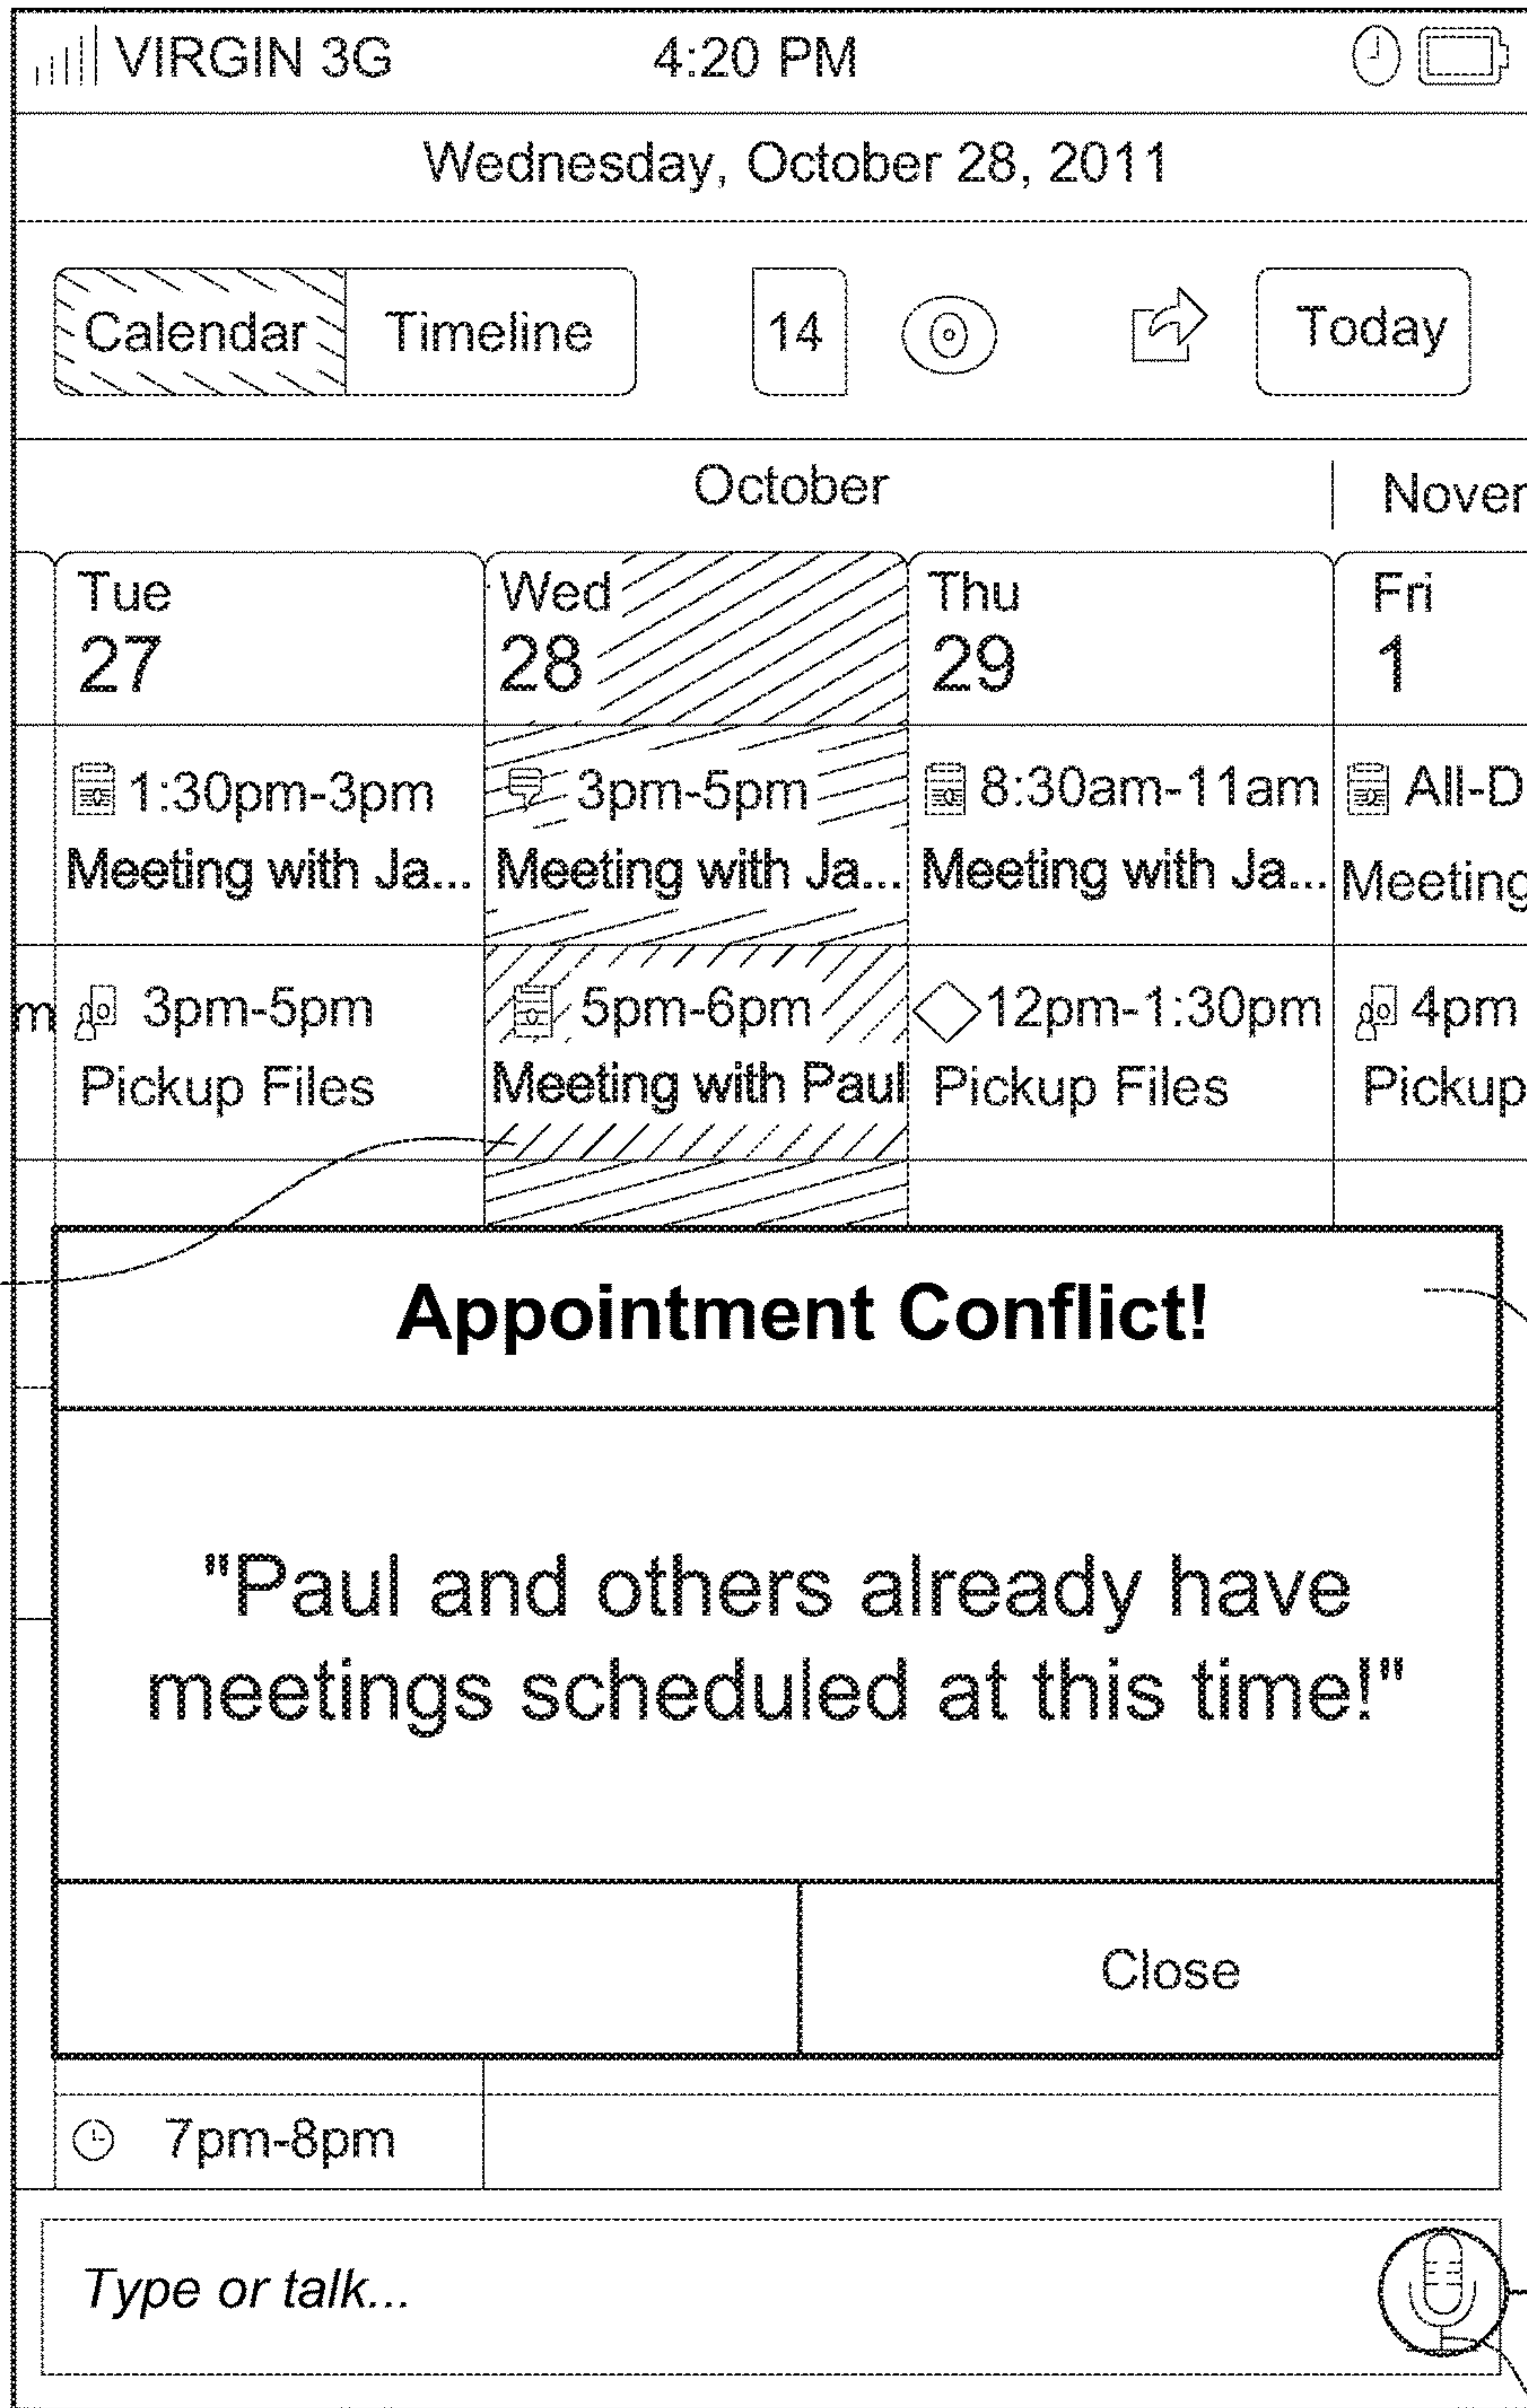 VIRGIN 3G 4:20 PM
Wednesday, October 28, 2011
Calendar Timeline 14 Today
October Nover
Tue Wed Thu Fri
27 28 29 1
1:30pm-3pm 3pm-5pm 8:30am-11am All-D
Meeting with Ja... Meeting with Ja... Meeting with Ja... Meeting
m 3pm-5pm 5pm-6pm 12pm-1:30pm 4pm
Pickup Files Meeting with Paul Pickup Files Pickup
Appointment Conflict!
"Paul and others already have
meetings scheduled at this time!"
Close
7pm-8pm
Type or talk...